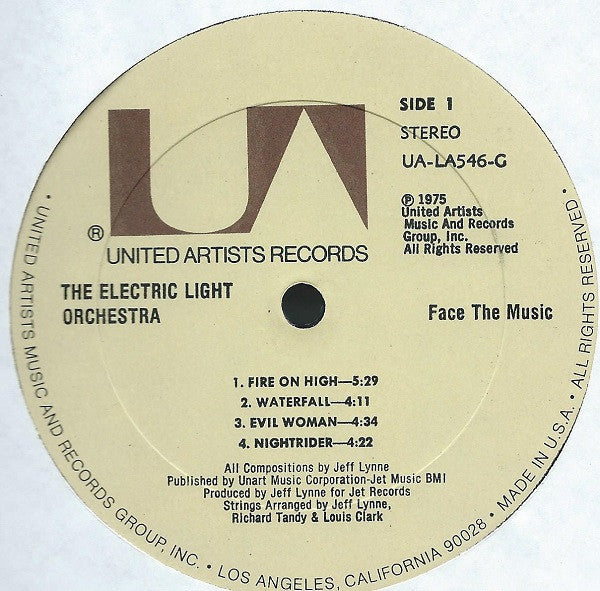 UA
SIDE 1
STEREO
UA-LA546-G
℗ 1975
United Artists
Music And Records
Group, Inc.
All Rights Reserved
®
UNITED ARTISTS RECORDS
THE ELECTRIC LIGHT
ORCHESTRA
Face The Music
1. FIRE ON HIGH—5:29
2. WATERFALL—4:11
3. EVIL WOMAN—4:34
4. NIGHTRIDER—4:22
All Compositions by Jeff Lynne
Published by Unart Music Corporation-Jet Music BMI
Produced by Jeff Lynne for Jet Records
Strings Arranged by Jeff Lynne,
Richard Tandy & Louis Clark
• UNITED ARTISTS MUSIC AND RECORDS GROUP, INC. • LOS ANGELES, CALIFORNIA 90028 • MADE IN U.S.A. • ALL RIGHTS RESERVED •